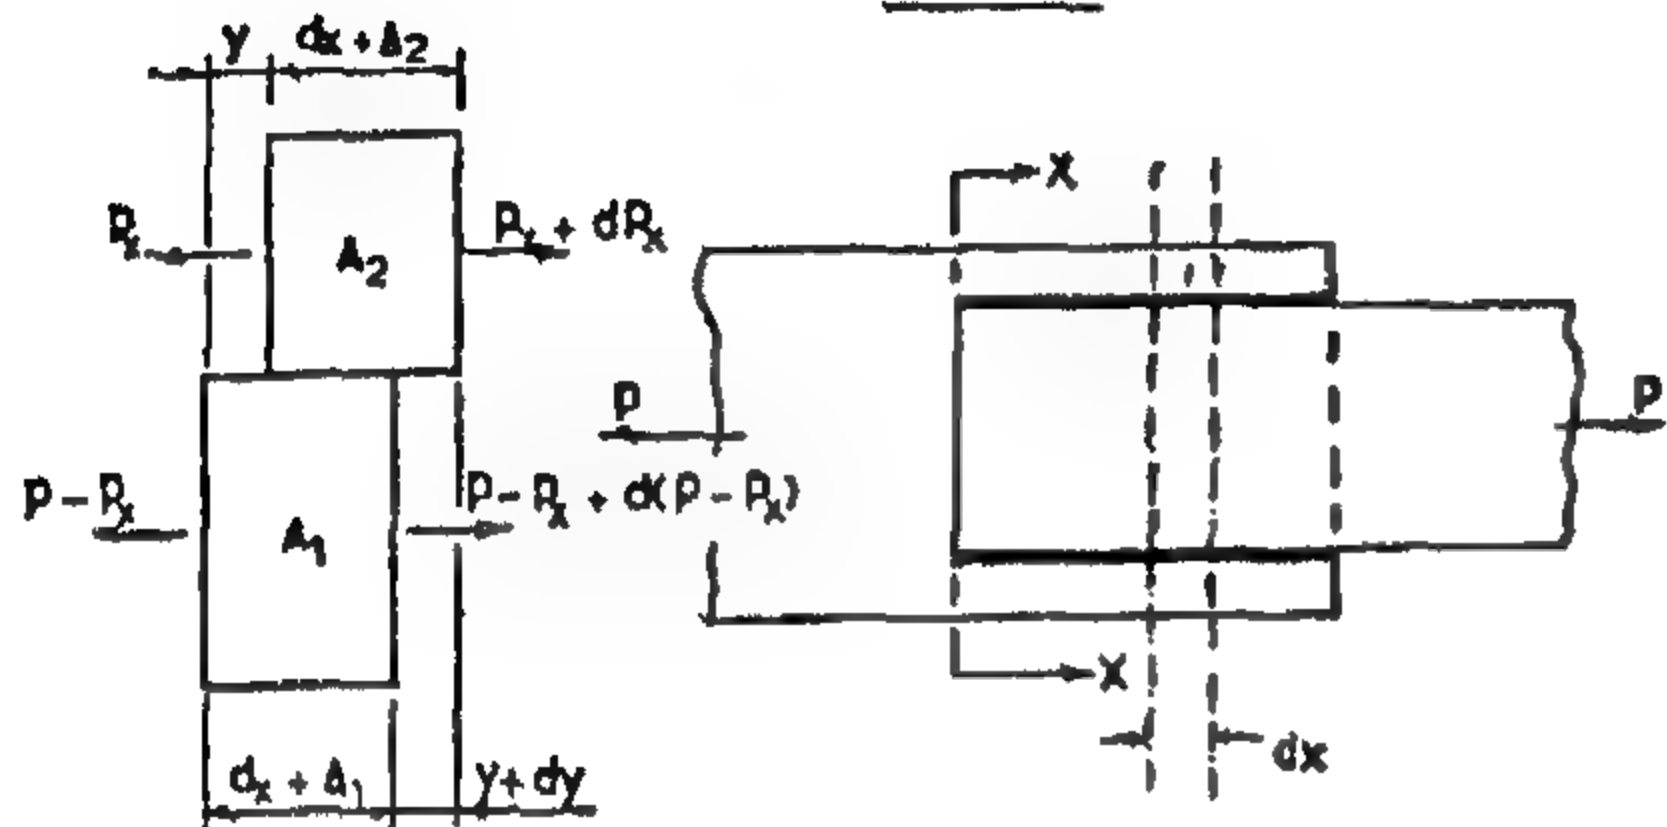 y dx + Δ2
X
Px Px + dPx
A2
P P
P - Px P - Px + d(P - Px)
A1
X
dx
dx + Δ1 y + dy